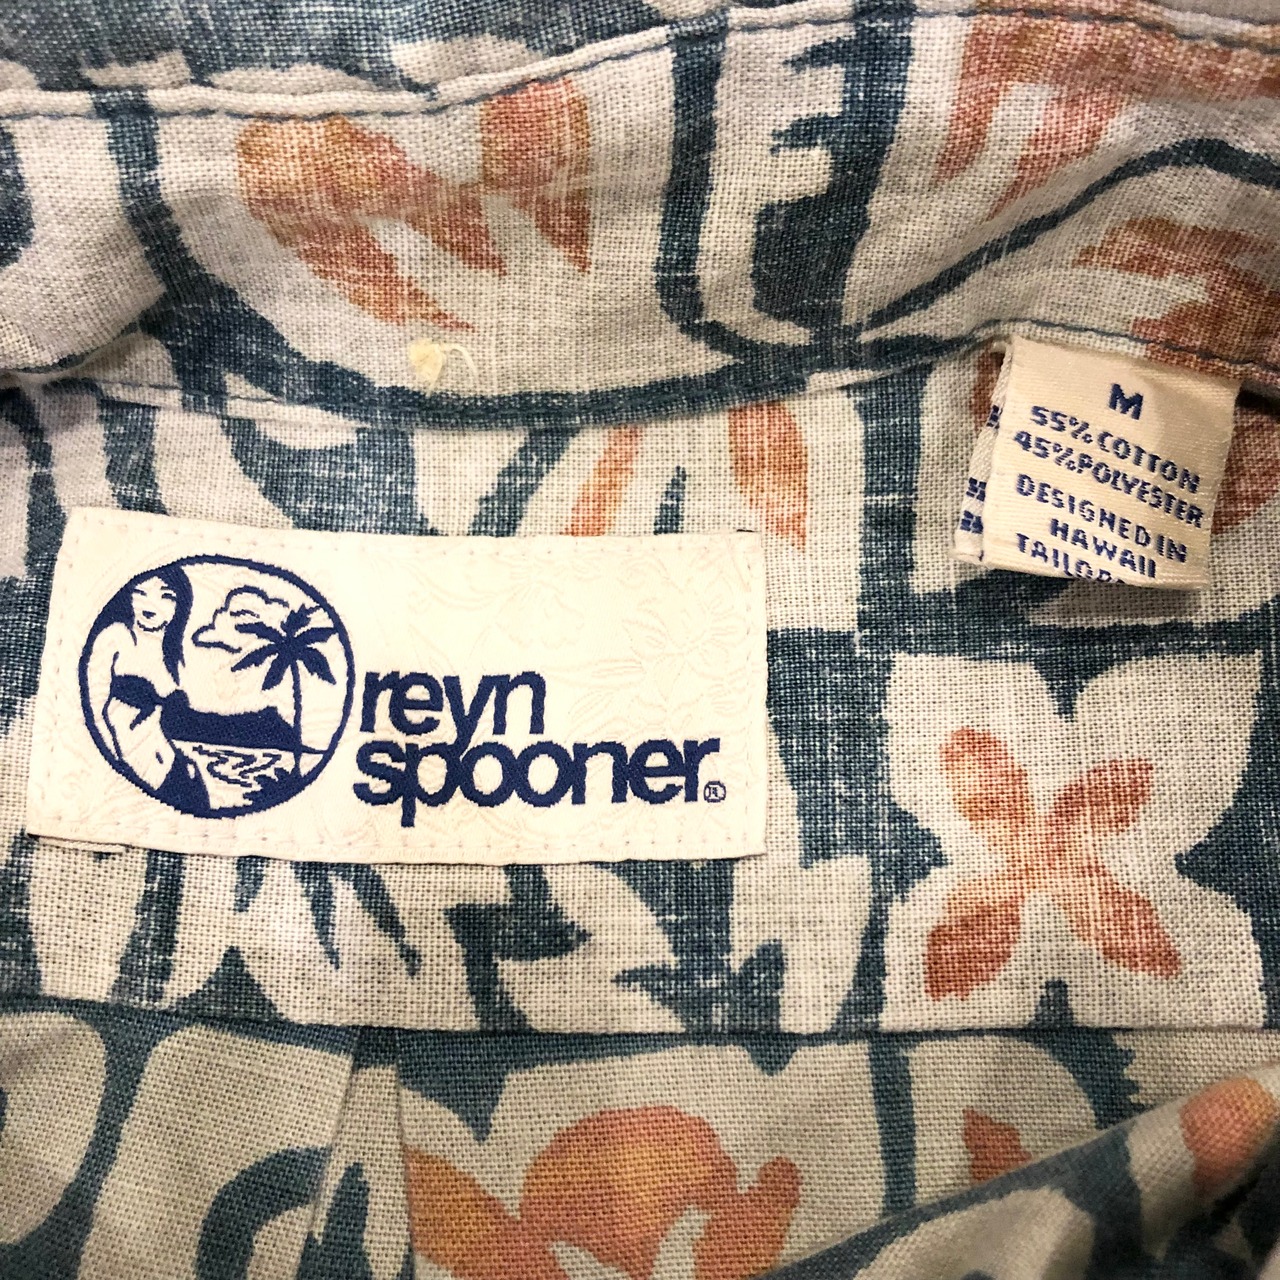 reyn
spooner®
M
55% COTTON
45% POLYESTER
DESIGNED IN
HAWAII